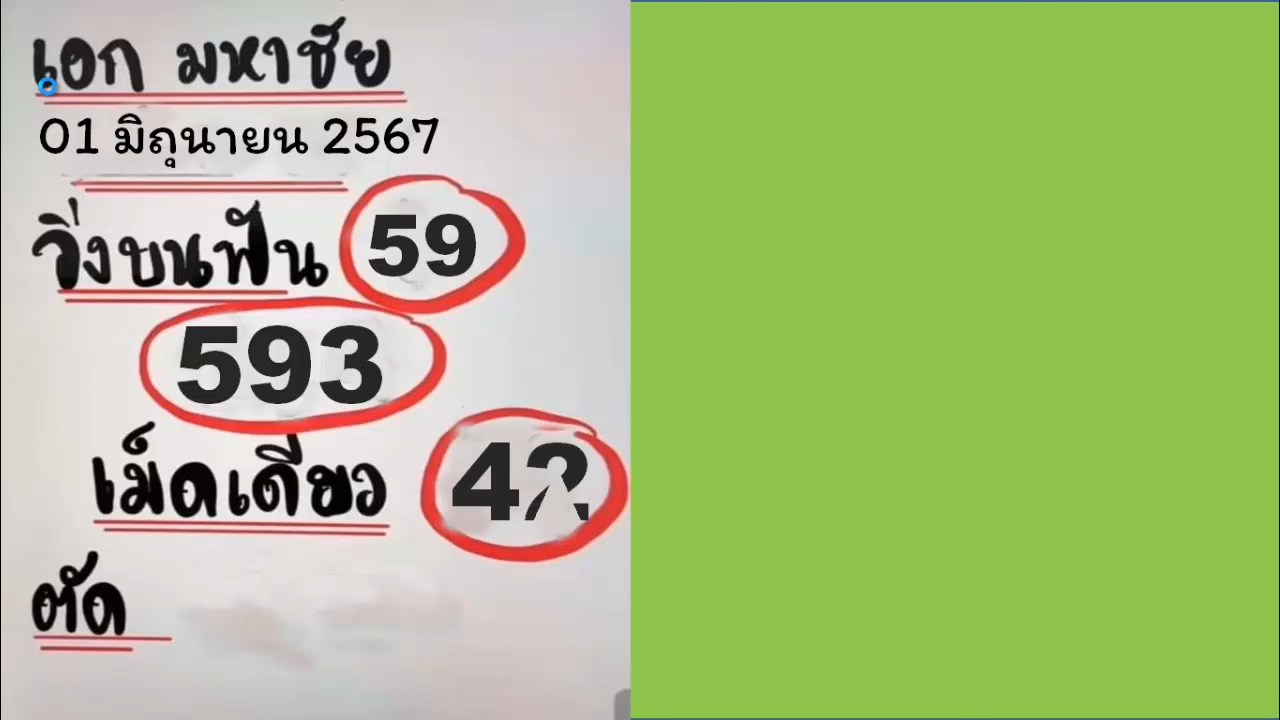 เอก มหาชัย
01 มิถุนายน 2567
วิ่งบนฟัน 59
593
เม็ดเดียว 42
ตัด